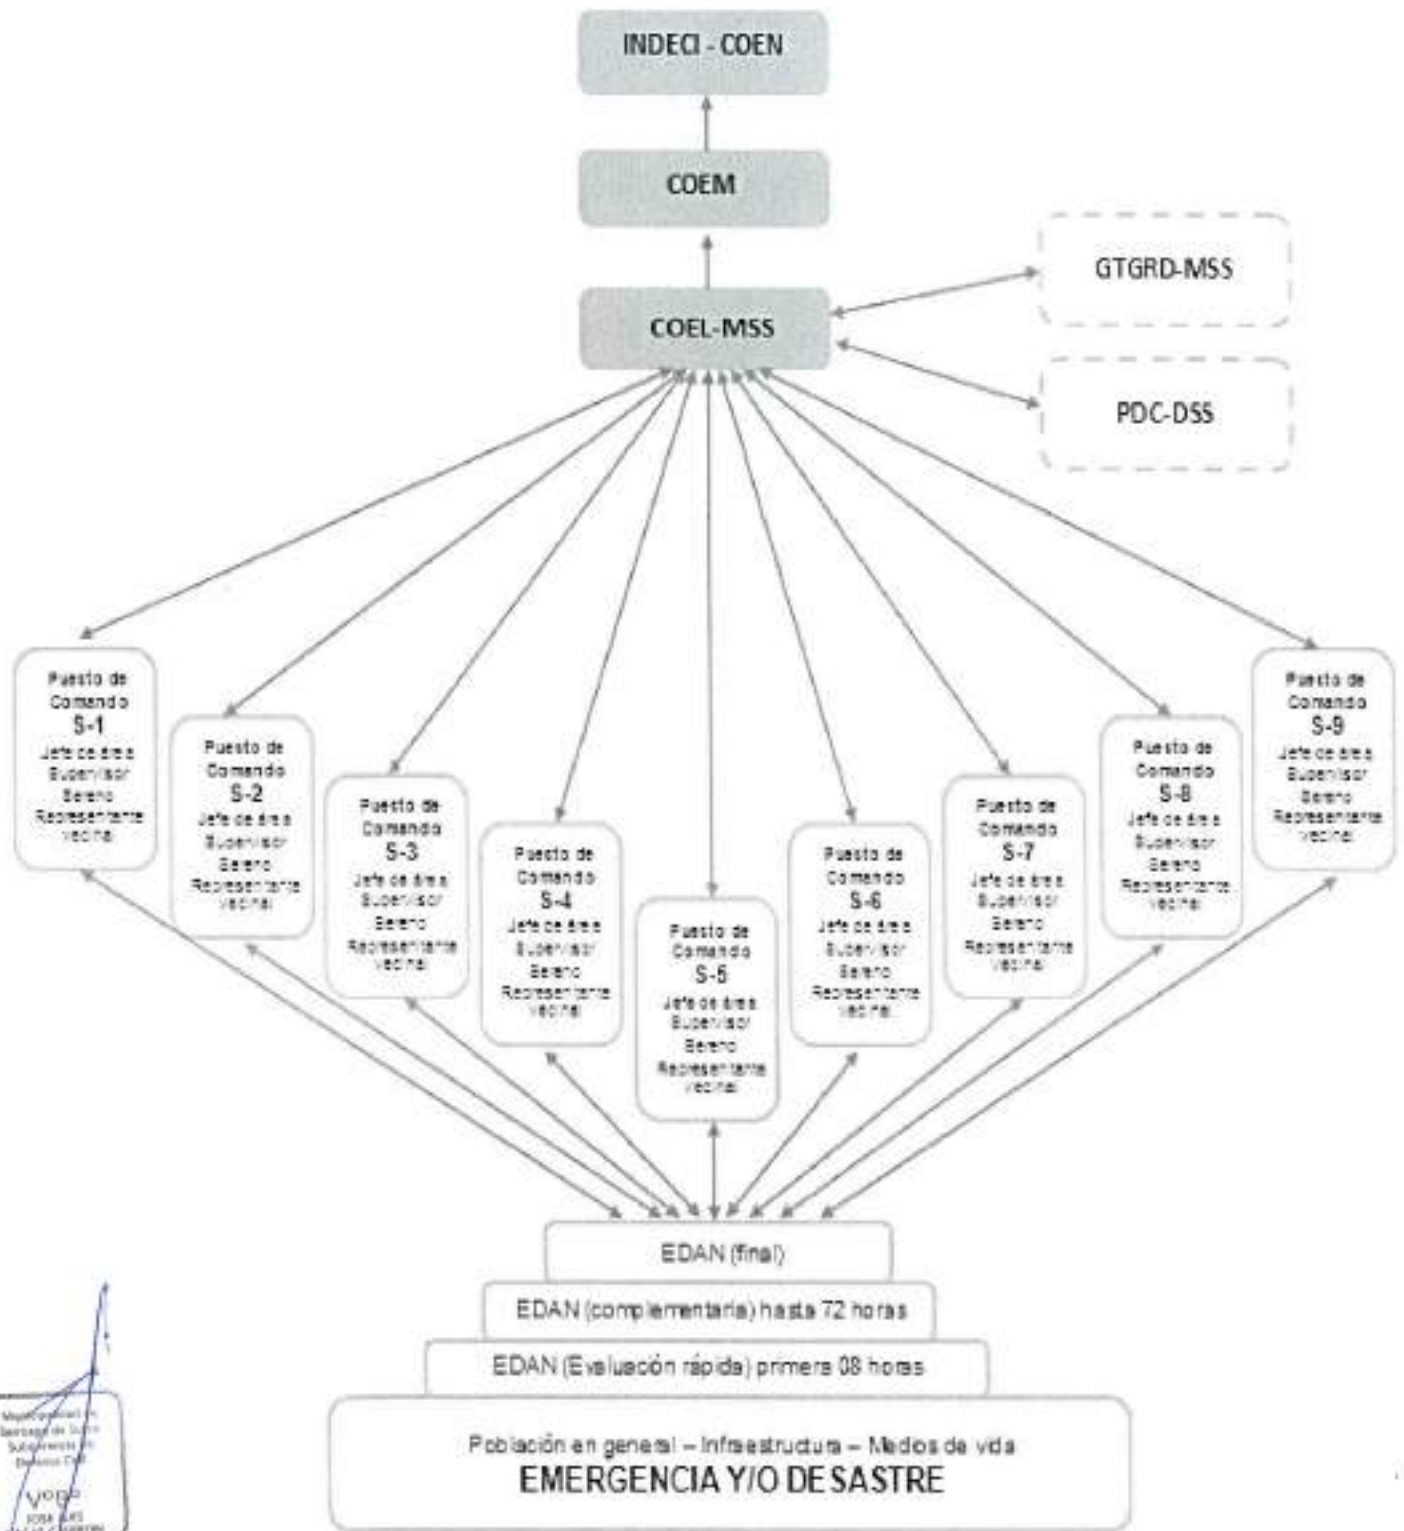 INDECI - COEN
COEM
COEL-MSS
GTGRD-MSS
PDC-DSS
Puesto de
Comando
S-1
Jefe de área
Supervisor
Sereno
Representante
vecinal
Puesto de
Comando
S-2
Jefe de área
Supervisor
Sereno
Representante
vecinal
Puesto de
Comando
S-3
Jefe de área
Supervisor
Sereno
Representante
vecinal
Puesto de
Comando
S-4
Jefe de área
Supervisor
Sereno
Representante
vecinal
Puesto de
Comando
S-5
Jefe de área
Supervisor
Sereno
Representante
vecinal
Puesto de
Comando
S-6
Jefe de área
Supervisor
Sereno
Representante
vecinal
Puesto de
Comando
S-7
Jefe de área
Supervisor
Sereno
Representante
vecinal
Puesto de
Comando
S-8
Jefe de área
Supervisor
Sereno
Representante
vecinal
Puesto de
Comando
S-9
Jefe de área
Supervisor
Sereno
Representante
vecinal
EDAN (final)
EDAN (complementaria) hasta 72 horas
EDAN (Evaluación rápida) primera 08 horas
Población en general – Infraestructura – Medios de vida
EMERGENCIA Y/O DESASTRE
Santiago de
Defensa Civil
VoBo
JOSE LUIS